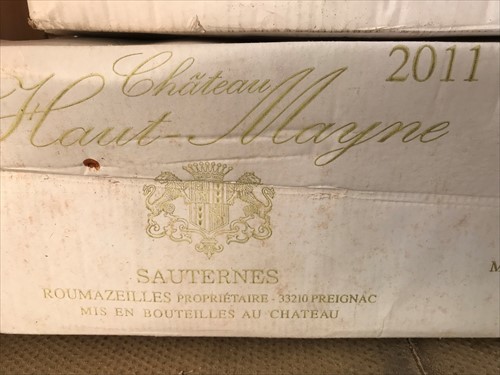 Château 2011
Haut-Mayne
SAUTERNES
ROUMAZEILLES PROPRIÉTAIRE - 33210 PREIGNAC
MIS EN BOUTEILLES AU CHATEAU
M